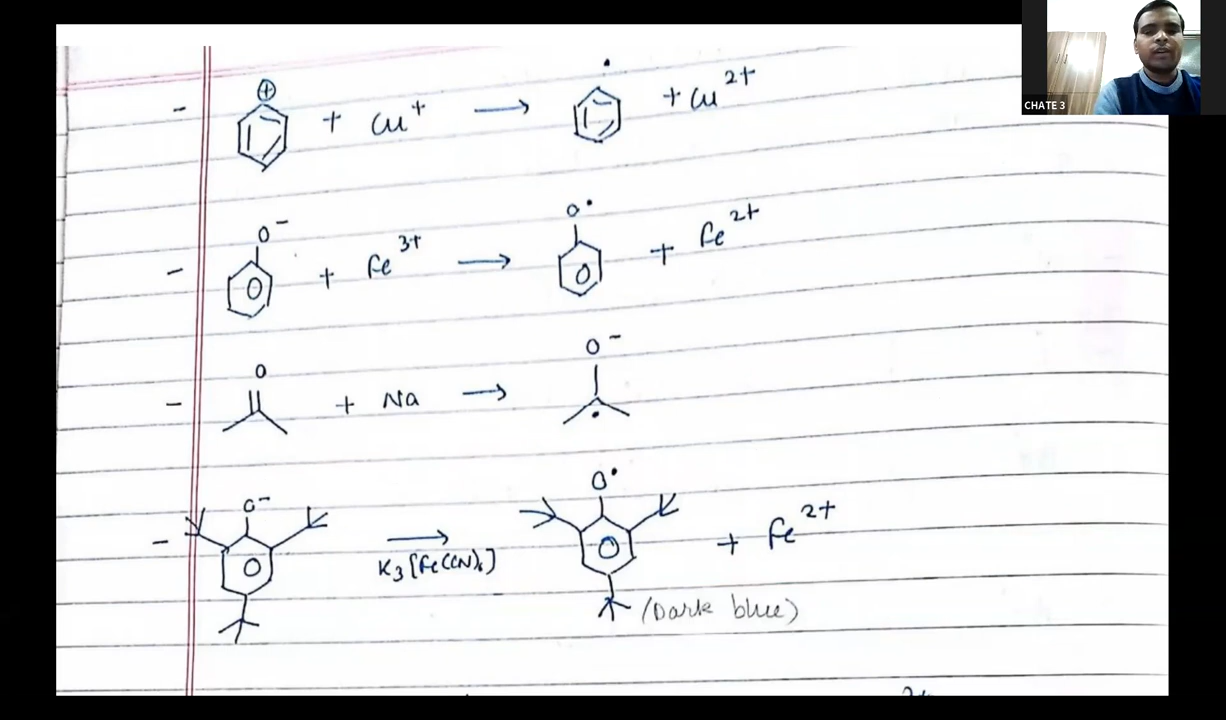 CHATE 3
- ⊕ + Cu⁺ → • + Cu²⁺
- O⁻ + Fe³⁺ → O• + Fe²⁺
- O + Na → O⁻ •
- O⁻ → K₃[Fe(CN)₆] O• + Fe²⁺
(Dark blue)